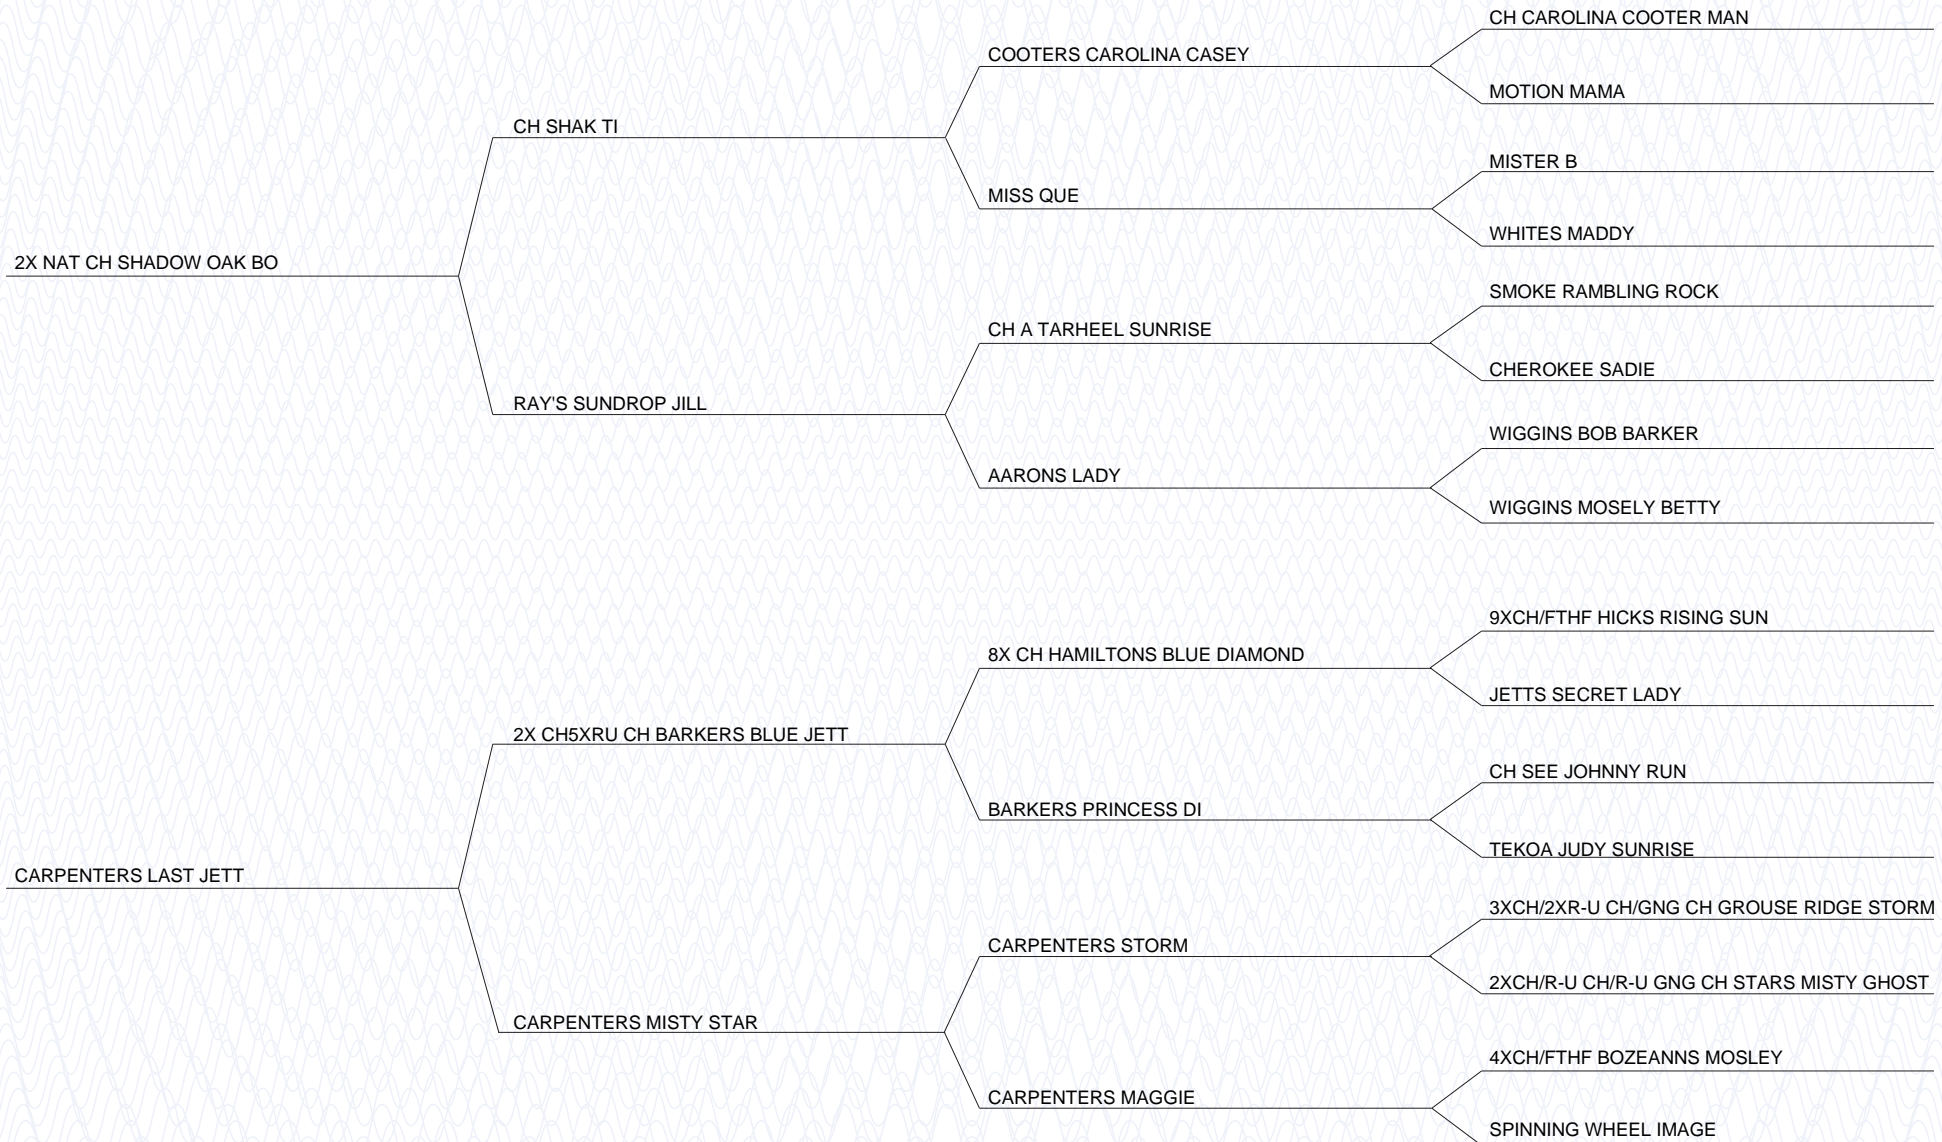 CH CAROLINA COOTER MAN
COOTERS CAROLINA CASEY
MOTION MAMA
CH SHAK TI
MISTER B
MISS QUE
WHITES MADDY
2X NAT CH SHADOW OAK BO
SMOKE RAMBLING ROCK
CH A TARHEEL SUNRISE
CHEROKEE SADIE
RAY'S SUNDROP JILL
WIGGINS BOB BARKER
AARONS LADY
WIGGINS MOSELY BETTY
9XCH/FTHF HICKS RISING SUN
8X CH HAMILTONS BLUE DIAMOND
JETTS SECRET LADY
2X CH5XRU CH BARKERS BLUE JETT
CH SEE JOHNNY RUN
BARKERS PRINCESS DI
TEKOA JUDY SUNRISE
CARPENTERS LAST JETT
3XCH/2XR-U CH/GNG CH GROUSE RIDGE STORM
CARPENTERS STORM
2XCH/R-U CH/R-U GNG CH STARS MISTY GHOST
CARPENTERS MISTY STAR
4XCH/FTHF BOZEANNS MOSLEY
CARPENTERS MAGGIE
SPINNING WHEEL IMAGE